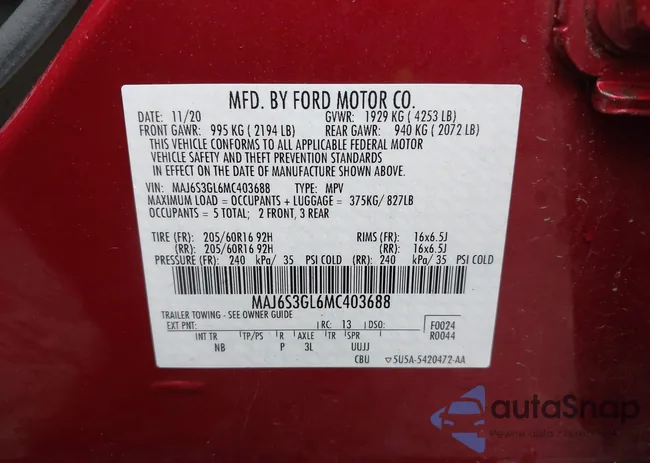 MFD. BY FORD MOTOR CO.
DATE: 11/20 GVWR: 1929 KG ( 4253 LB)
FRONT GAWR: 995 KG ( 2194 LB) REAR GAWR: 940 KG ( 2072 LB)
THIS VEHICLE CONFORMS TO ALL APPLICABLE FEDERAL MOTOR
VEHICLE SAFETY AND THEFT PREVENTION STANDARDS
IN EFFECT ON THE DATE OF MANUFACTURE SHOWN ABOVE.
VIN: MAJ6S3GL6MC403688 TYPE: MPV
MAXIMUM LOAD = OCCUPANTS + LUGGAGE = 375KG/ 827LB
OCCUPANTS = 5 TOTAL; 2 FRONT, 3 REAR
TIRE (FR): 205/60R16 92H RIMS (FR): 16x6.5J
(RR): 205/60R16 92H (RR): 16x6.5J
PRESSURE (FR): 240 kPa/ 35 PSI COLD (RR): 240 kPa/ 35 PSI COLD
MAJ6S3GL6MC403688
TRAILER TOWING - SEE OWNER GUIDE
EXT PNT: RC: 13 DSO: F0024
INT TR TP/PS R AXLE TR SPR R0044
NB P 3L UUJJ
CBU ▽5U5A-5420472-AA
autoSnap